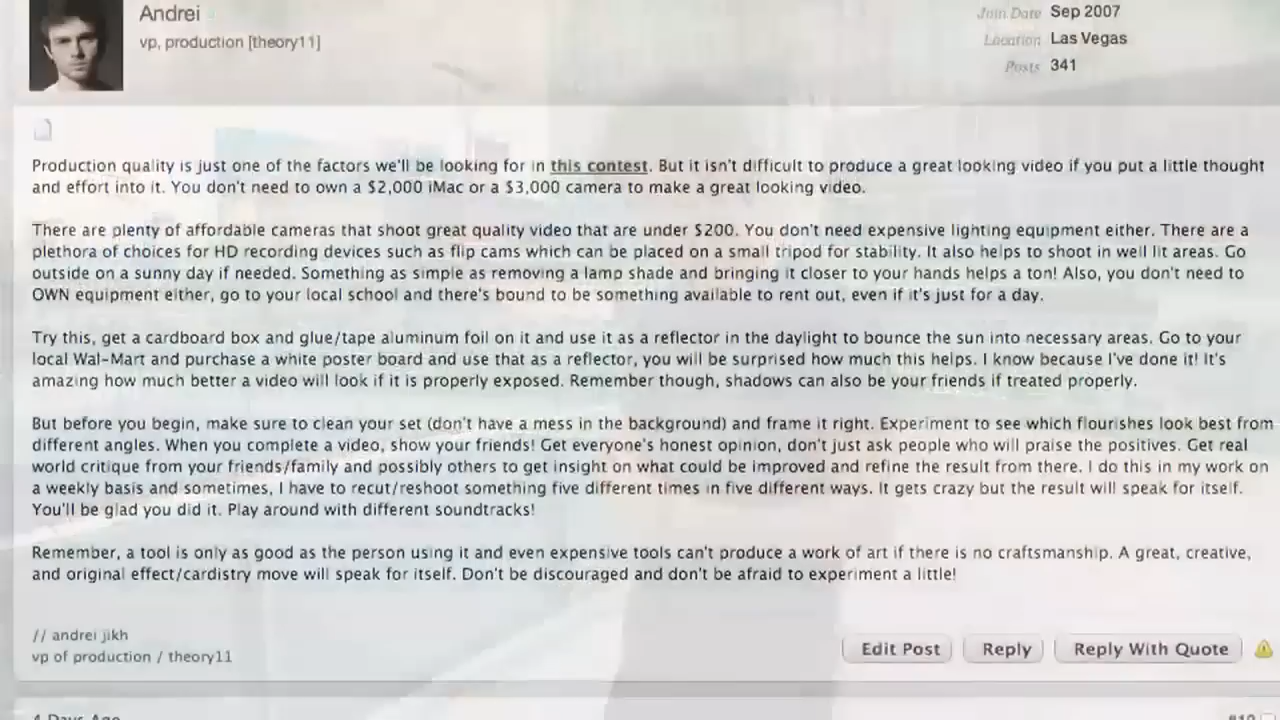 Andrei
vp, production [theory11]
Join Date Sep 2007
Location Las Vegas
Posts 341
Production quality is just one of the factors we'll be looking for in this contest. But it isn't difficult to produce a great looking video if you put a little thought
and effort into it. You don't need to own a $2,000 iMac or a $3,000 camera to make a great looking video.
There are plenty of affordable cameras that shoot great quality video that are under $200. You don't need expensive lighting equipment either. There are a
plethora of choices for HD recording devices such as flip cams which can be placed on a small tripod for stability. It also helps to shoot in well lit areas. Go
outside on a sunny day if needed. Something as simple as removing a lamp shade and bringing it closer to your hands helps a ton! Also, you don't need to
OWN equipment either, go to your local school and there's bound to be something available to rent out, even if it's just for a day.
Try this, get a cardboard box and glue/tape aluminum foil on it and use it as a reflector in the daylight to bounce the sun into necessary areas. Go to your
local Wal-Mart and purchase a white poster board and use that as a reflector, you will be surprised how much this helps. I know because I've done it! It's
amazing how much better a video will look if it is properly exposed. Remember though, shadows can also be your friends if treated properly.
But before you begin, make sure to clean your set (don't have a mess in the background) and frame it right. Experiment to see which flourishes look best from
different angles. When you complete a video, show your friends! Get everyone's honest opinion, don't just ask people who will praise the positives. Get real
world critique from your friends/family and possibly others to get insight on what could be improved and refine the result from there. I do this in my work on
a weekly basis and sometimes, I have to recut/reshoot something five different times in five different ways. It gets crazy but the result will speak for itself.
You'll be glad you did it. Play around with different soundtracks!
Remember, a tool is only as good as the person using it and even expensive tools can't produce a work of art if there is no craftsmanship. A great, creative,
and original effect/cardistry move will speak for itself. Don't be discouraged and don't be afraid to experiment a little!
// andrei jikh
vp of production / theory11
Edit Post Reply Reply With Quote
4 Days Ago